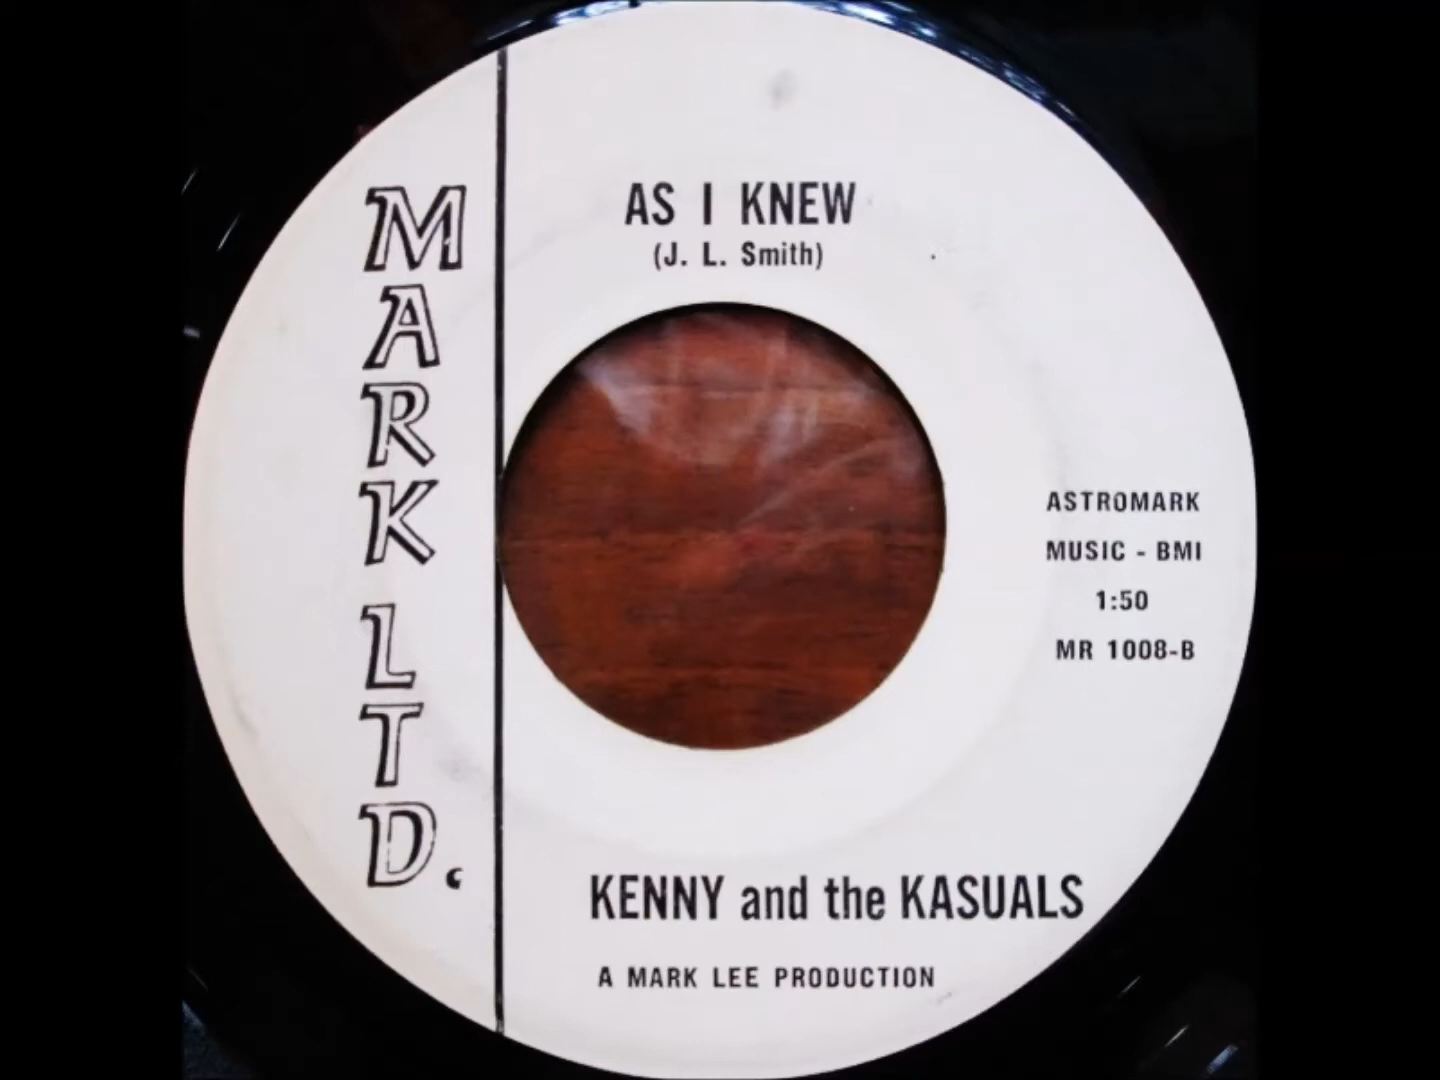 MARK LTD.
AS I KNEW
(J. L. Smith)
ASTROMARK
MUSIC - BMI
1:50
MR 1008-B
KENNY and the KASUALS
A MARK LEE PRODUCTION